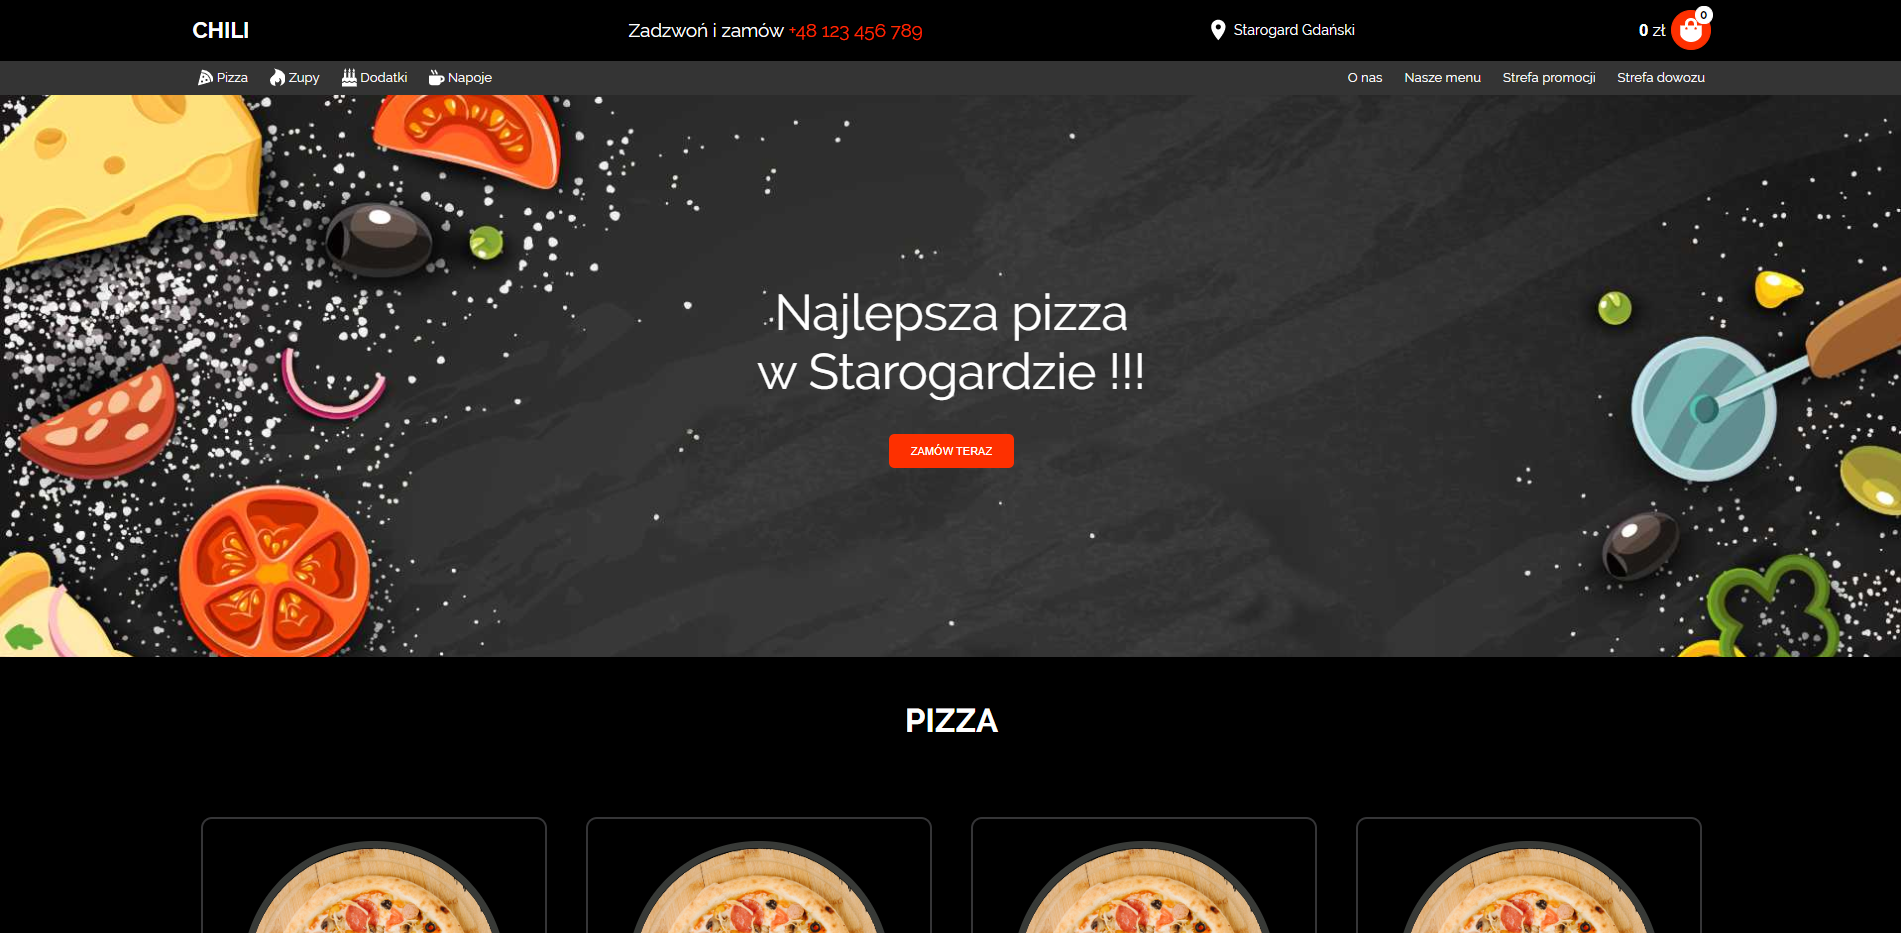 CHILI
Zadzwoń i zamów +48 123 456 789
Starogard Gdański
0 zł
0
Pizza
Zupy
Dodatki
Napoje
O nas
Nasze menu
Strefa promocji
Strefa dowozu
Najlepsza pizza
w Starogardzie !!!
ZAMÓW TERAZ
PIZZA